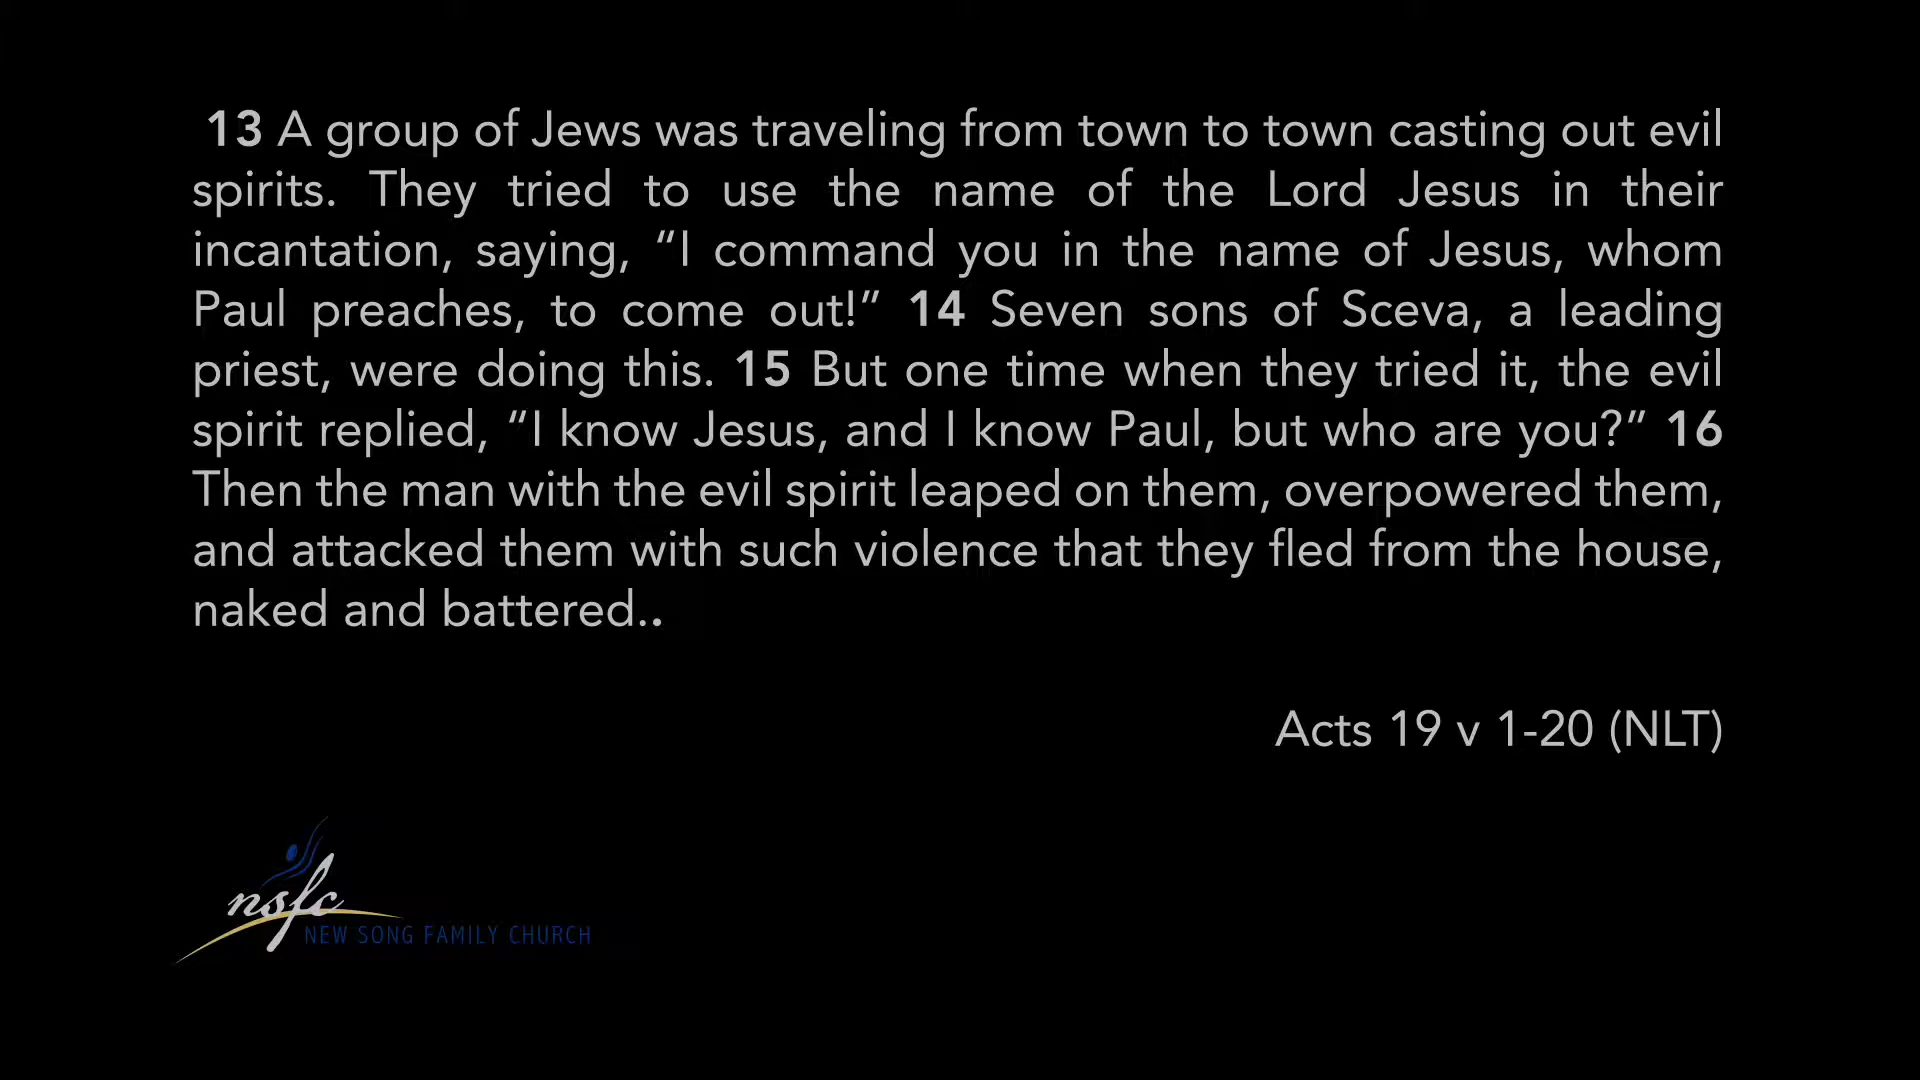 13 A group of Jews was traveling from town to town casting out evil
spirits. They tried to use the name of the Lord Jesus in their
incantation, saying, “I command you in the name of Jesus, whom
Paul preaches, to come out!” 14 Seven sons of Sceva, a leading
priest, were doing this. 15 But one time when they tried it, the evil
spirit replied, “I know Jesus, and I know Paul, but who are you?” 16
Then the man with the evil spirit leaped on them, overpowered them,
and attacked them with such violence that they fled from the house,
naked and battered..
Acts 19 v 1-20 (NLT)
nsfc
NEW SONG FAMILY CHURCH